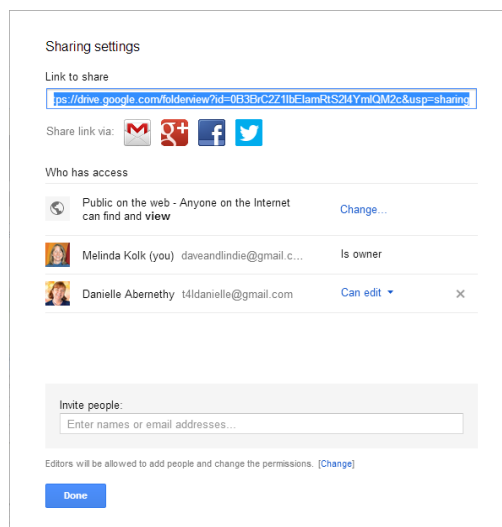 Sharing settings
Link to share
tps://drive.google.com/folderview?id=0B3BrC2Z1lbElamRtS2l4YmlQM2c&usp=sharing
Share link via:
Who has access
Public on the web - Anyone on the Internet
can find and view
Change...
Melinda Kolk (you) daveandlindie@gmail.c...
Is owner
Danielle Abernethy t4ldanielle@gmail.com
Can edit
Invite people:
Enter names or email addresses...
Editors will be allowed to add people and change the permissions. [Change]
Done